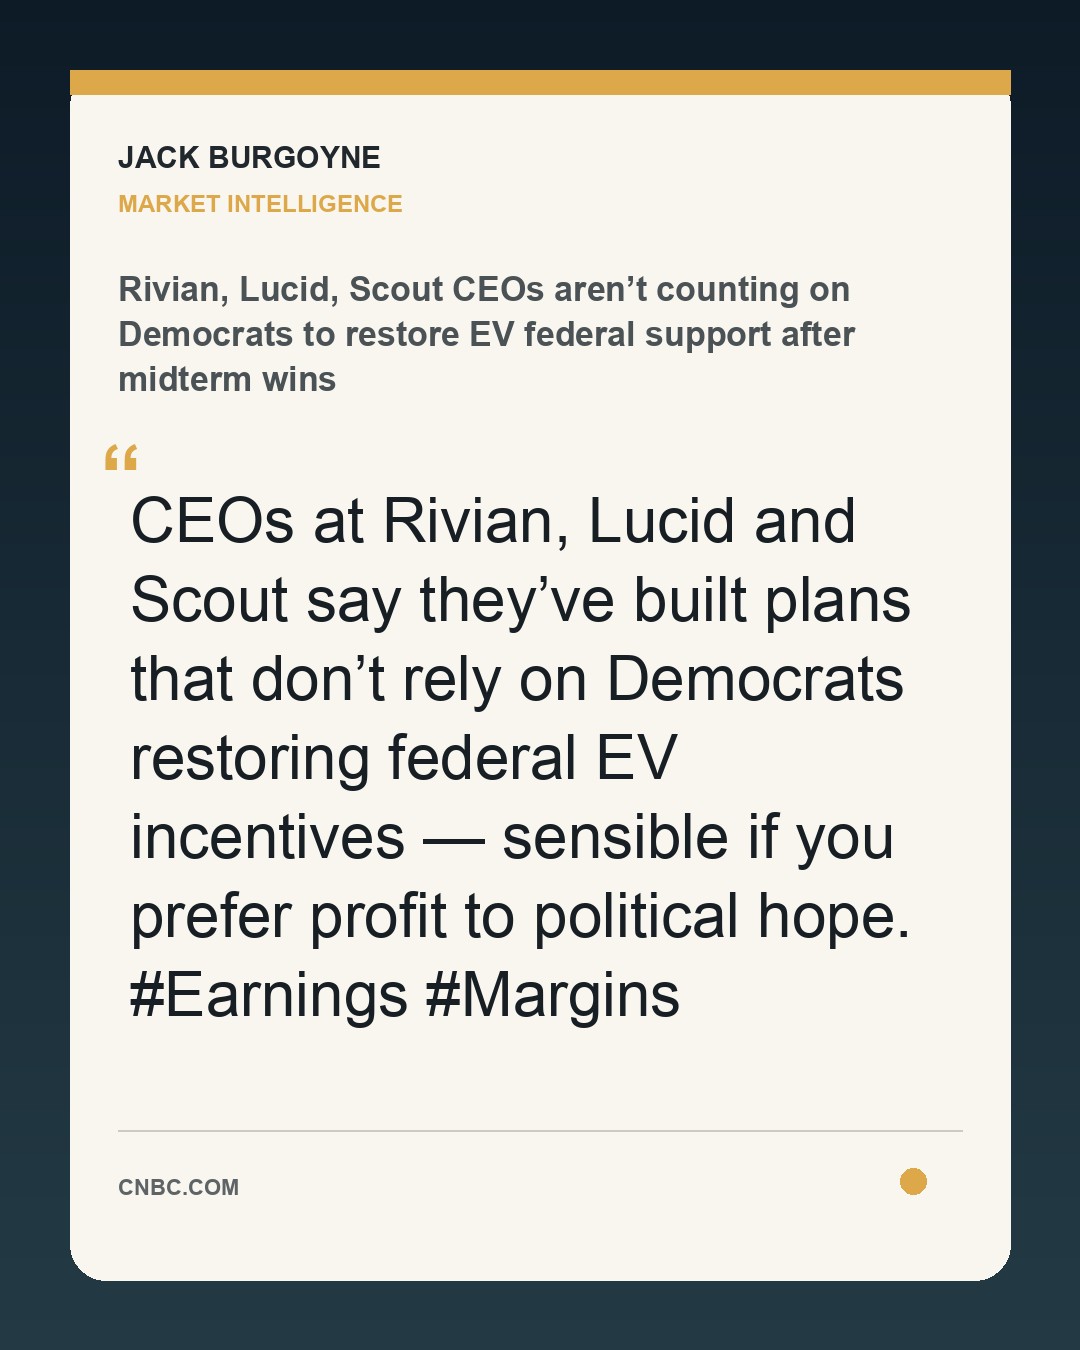 JACK BURGOYNE
MARKET INTELLIGENCE
Rivian, Lucid, Scout CEOs aren’t counting on
Democrats to restore EV federal support after
midterm wins
“
CEOs at Rivian, Lucid and
Scout say they’ve built plans
that don’t rely on Democrats
restoring federal EV
incentives — sensible if you
prefer profit to political hope.
#Earnings #Margins
CNBC.COM